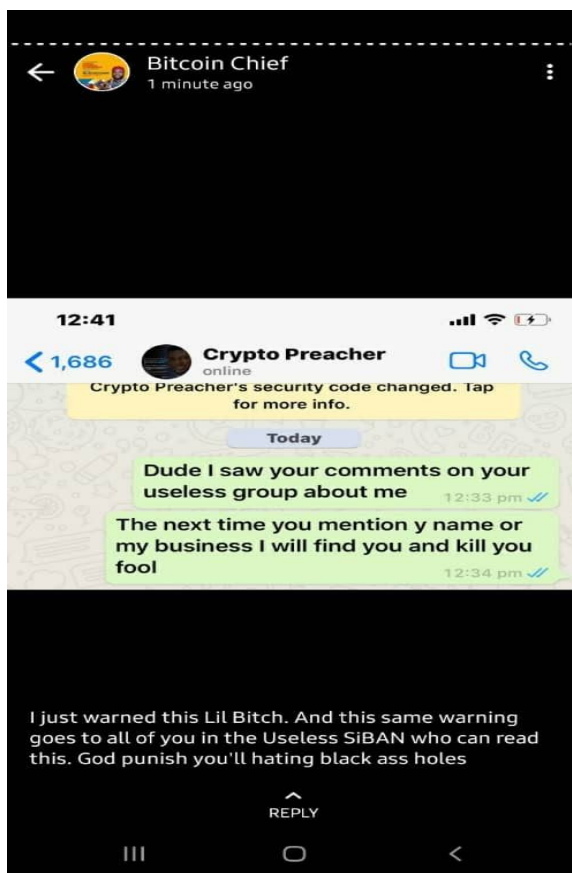 Bitcoin Chief
1 minute ago
12:41
1,686
Crypto Preacher
online
Crypto Preacher's security code changed. Tap
for more info.
Today
Dude I saw your comments on your
useless group about me
12:33 pm
The next time you mention y name or
my business I will find you and kill you
fool
12:34 pm
I just warned this Lil Bitch. And this same warning
goes to all of you in the Useless SiBAN who can read
this. God punish you'll hating black ass holes
REPLY